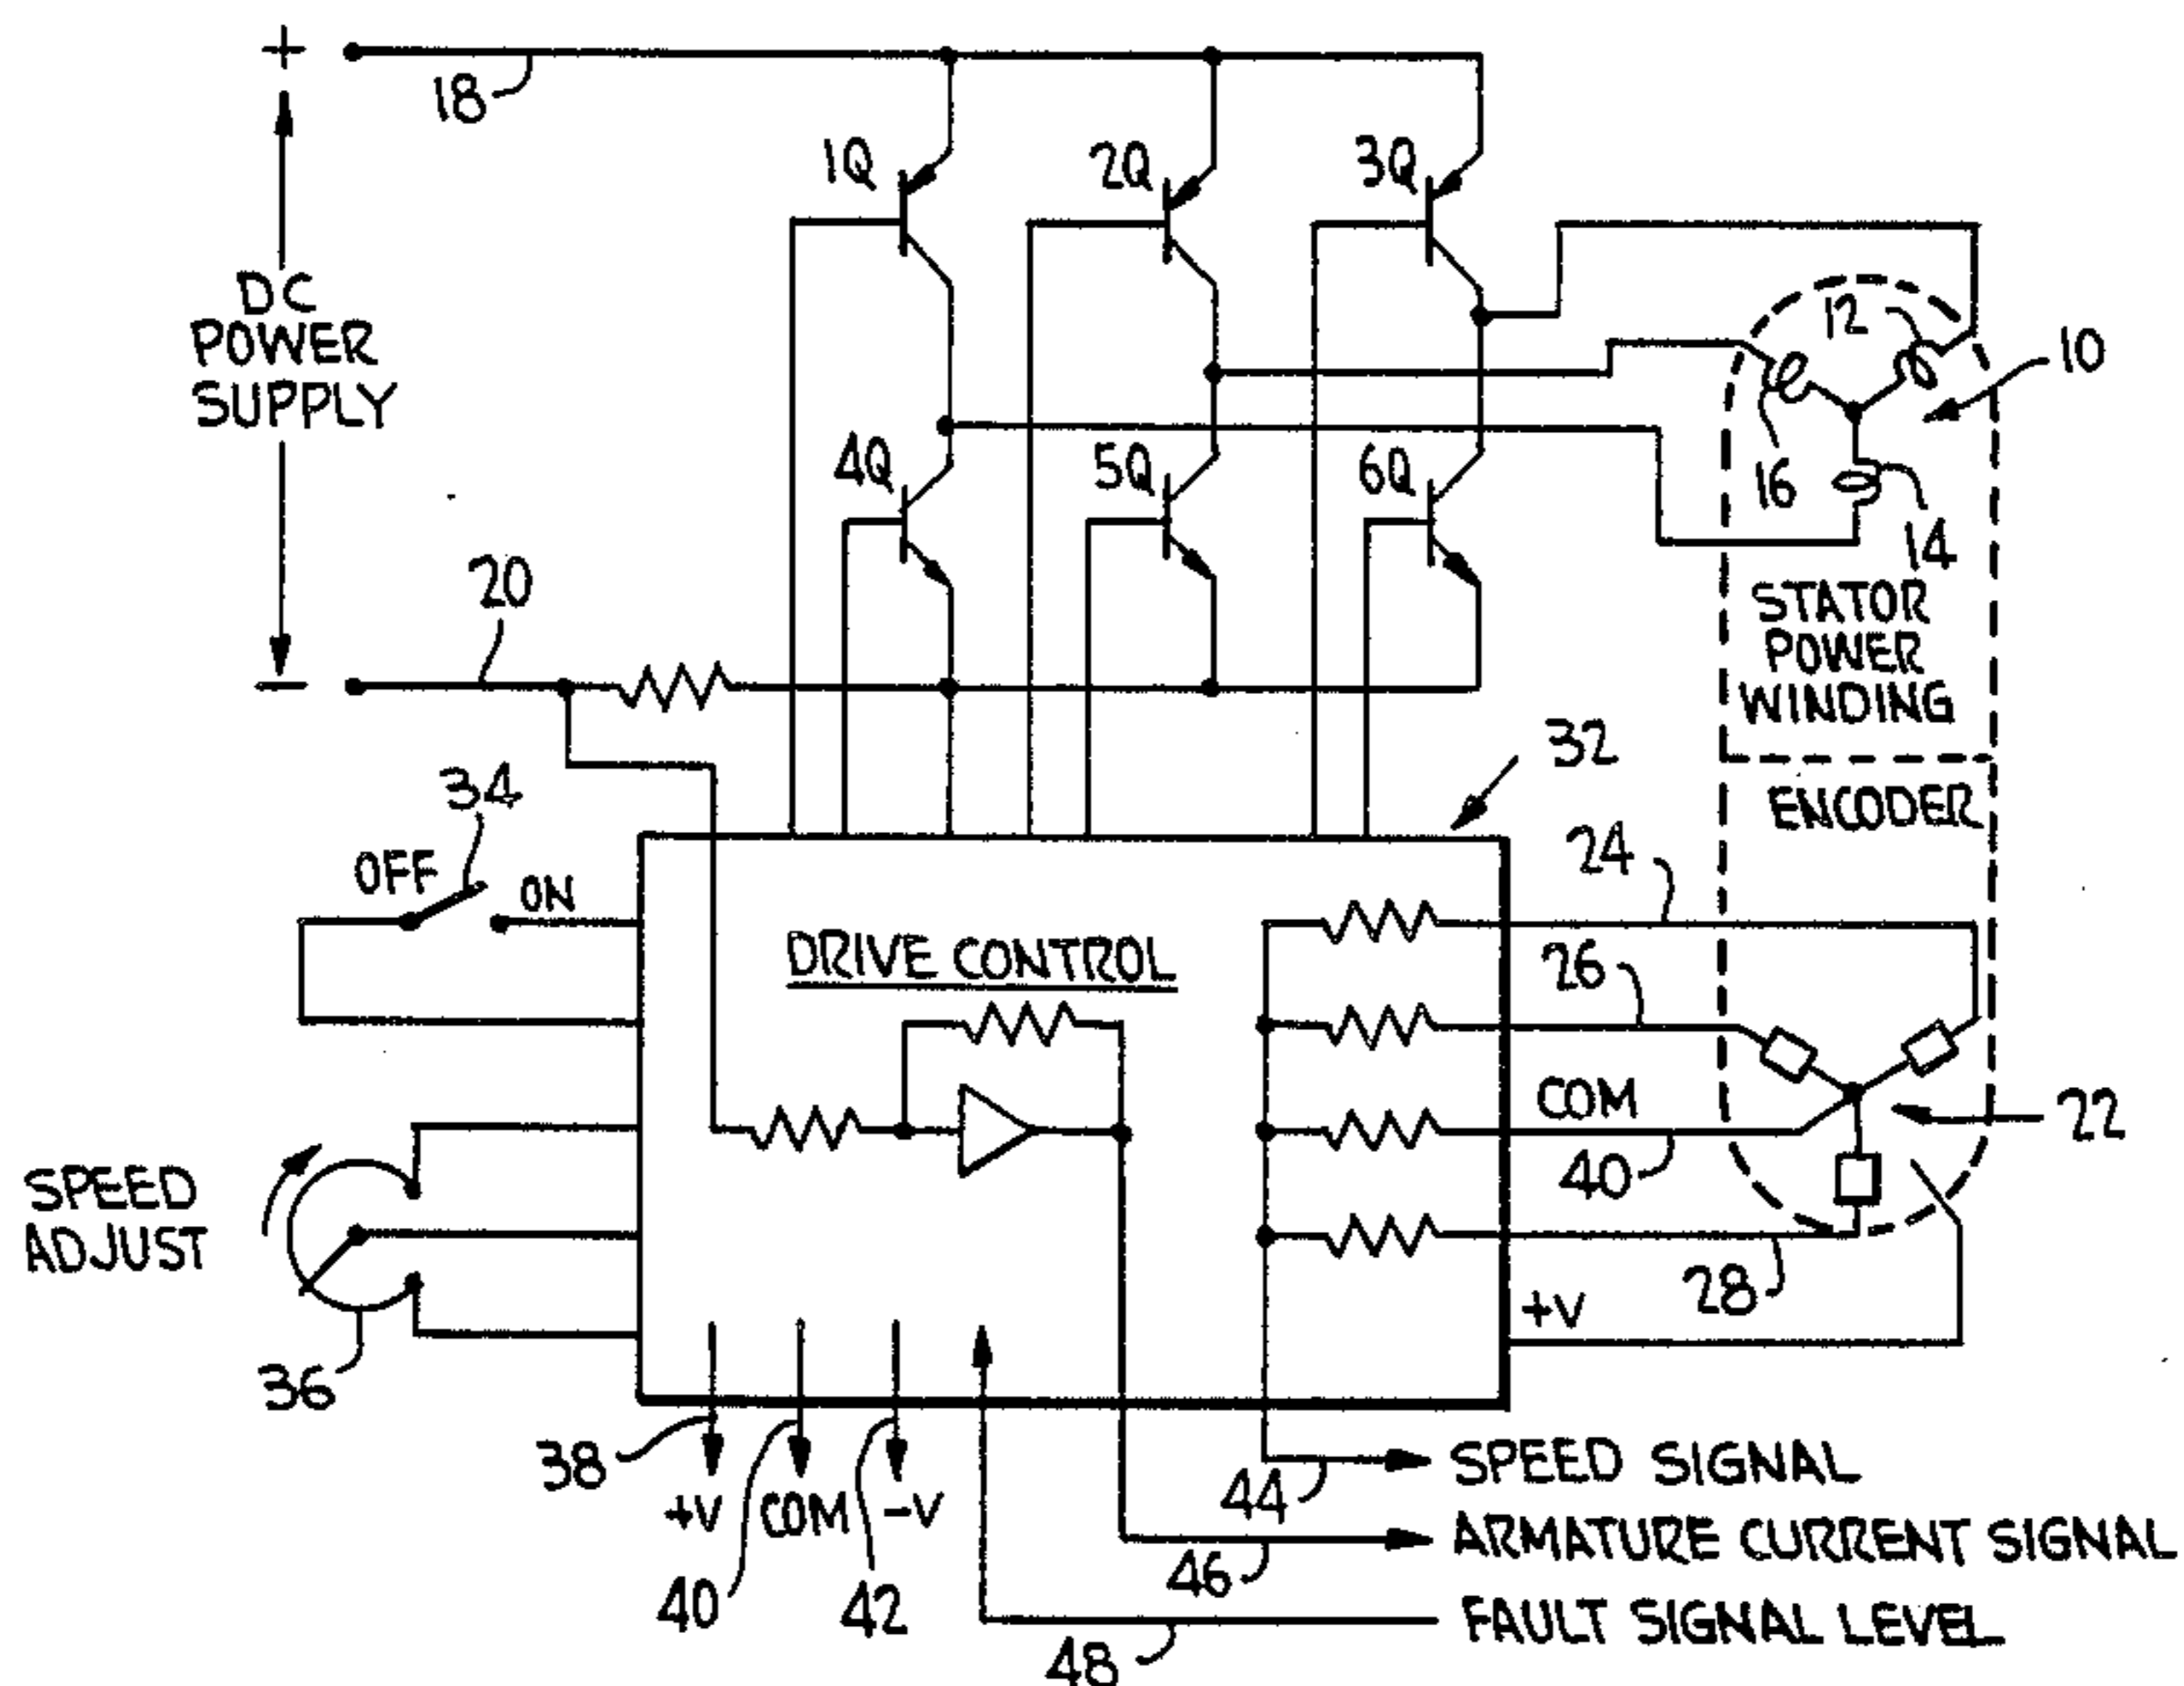 +
18
1Q
2Q
3Q
DC
POWER
SUPPLY
12
10
16
14
4Q
5Q
6Q
20
−
STATOR
POWER
WINDING
32
ENCODER
34
OFF
ON
24
DRIVE CONTROL
26
COM
22
40
SPEED
ADJUST
28
+V
36
38
+V
COM
-V
40
42
44
SPEED SIGNAL
46
ARMATURE CURRENT SIGNAL
48
FAULT SIGNAL LEVEL